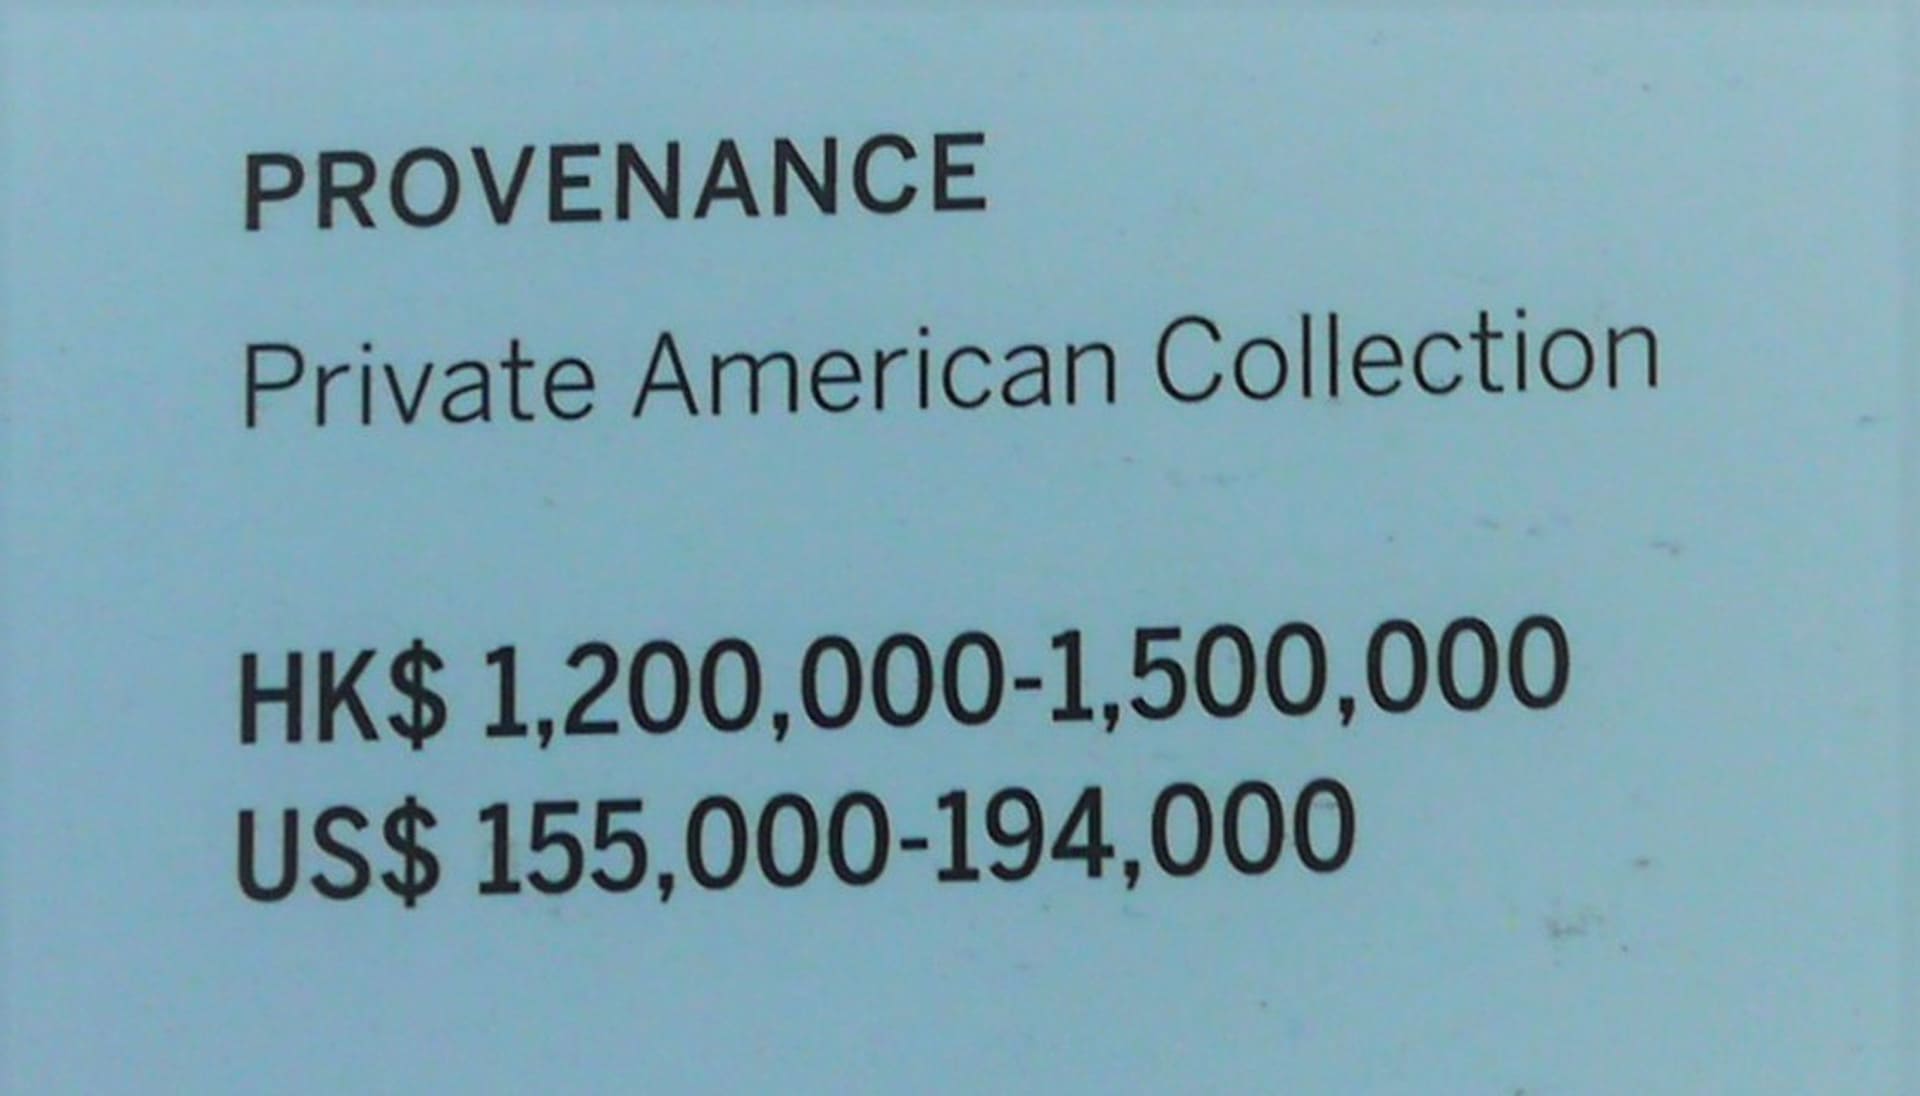 PROVENANCE
Private American Collection
HK$ 1,200,000-1,500,000
US$ 155,000-194,000